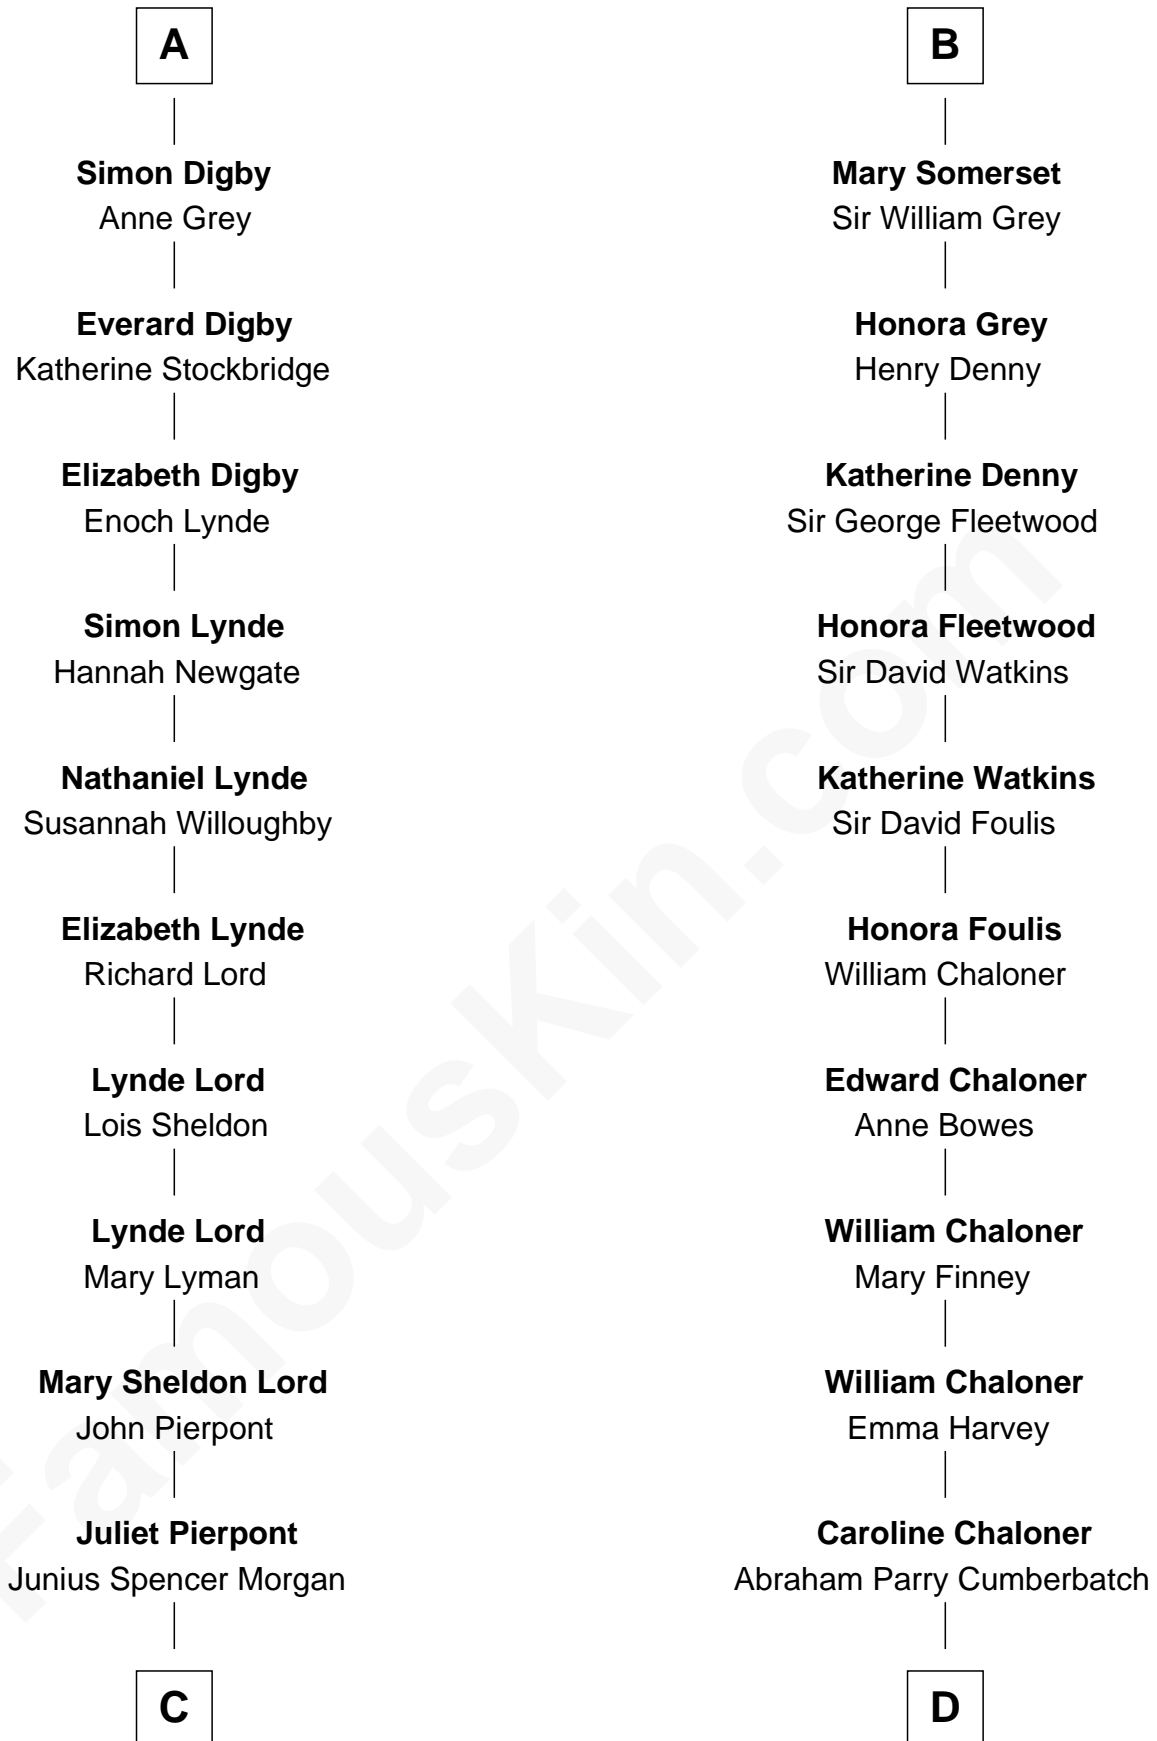 A
Simon Digby
Anne Grey
Everard Digby
Katherine Stockbridge
Elizabeth Digby
Enoch Lynde
Simon Lynde
Hannah Newgate
Nathaniel Lynde
Susannah Willoughby
Elizabeth Lynde
Richard Lord
Lynde Lord
Lois Sheldon
Lynde Lord
Mary Lyman
Mary Sheldon Lord
John Pierpont
Juliet Pierpont
Junius Spencer Morgan
C
B
Mary Somerset
Sir William Grey
Honora Grey
Henry Denny
Katherine Denny
Sir George Fleetwood
Honora Fleetwood
Sir David Watkins
Katherine Watkins
Sir David Foulis
Honora Foulis
William Chaloner
Edward Chaloner
Anne Bowes
William Chaloner
Mary Finney
William Chaloner
Emma Harvey
Caroline Chaloner
Abraham Parry Cumberbatch
D
FamousKin.com